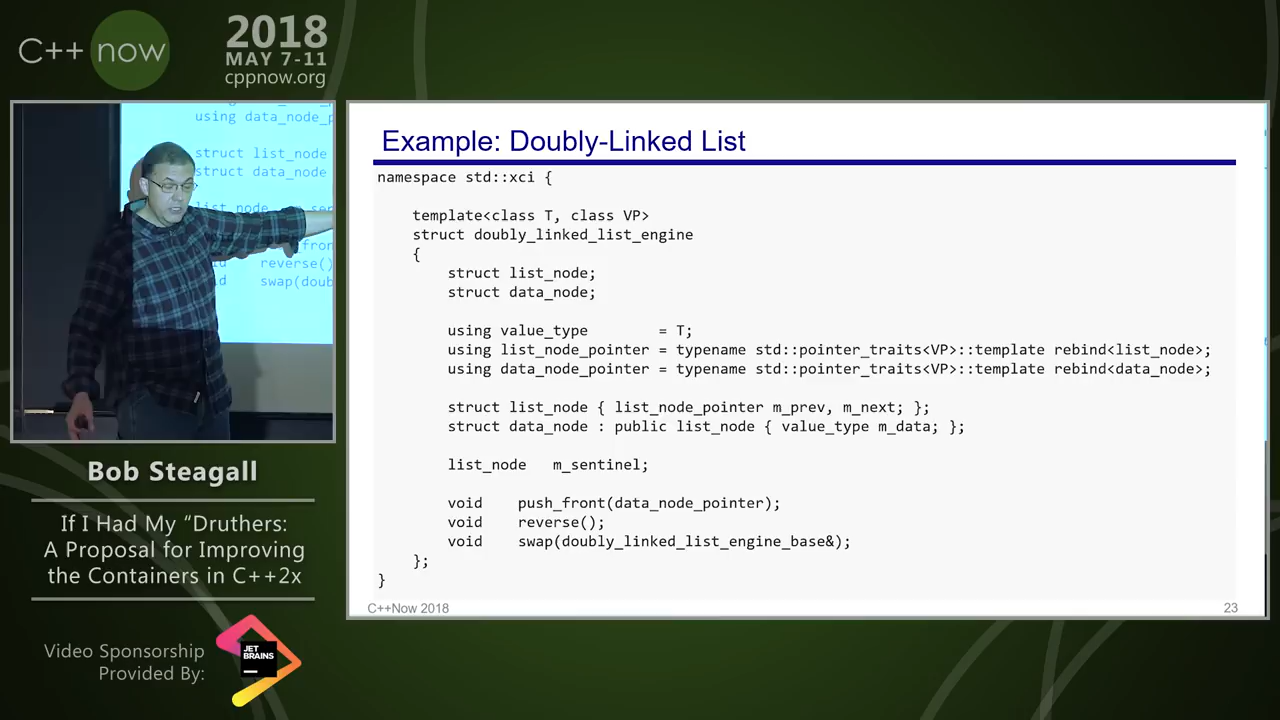 C++ now
2018
MAY 7-11
cppnow.org
using data_node_p
struct list_node
struct data_node
list_node m_sen
fron
reverse()
swap(doub
Bob Steagall
If I Had My “Druthers:
A Proposal for Improving
the Containers in C++2x
Video Sponsorship
Provided By:
JET
BRAINS
Example: Doubly-Linked List
namespace std::xci {
template<class T, class VP>
struct doubly_linked_list_engine
{
struct list_node;
struct data_node;
using value_type = T;
using list_node_pointer = typename std::pointer_traits<VP>::template rebind<list_node>;
using data_node_pointer = typename std::pointer_traits<VP>::template rebind<data_node>;
struct list_node { list_node_pointer m_prev, m_next; };
struct data_node : public list_node { value_type m_data; };
list_node m_sentinel;
void push_front(data_node_pointer);
void reverse();
void swap(doubly_linked_list_engine_base&);
};
}
C++Now 2018
23